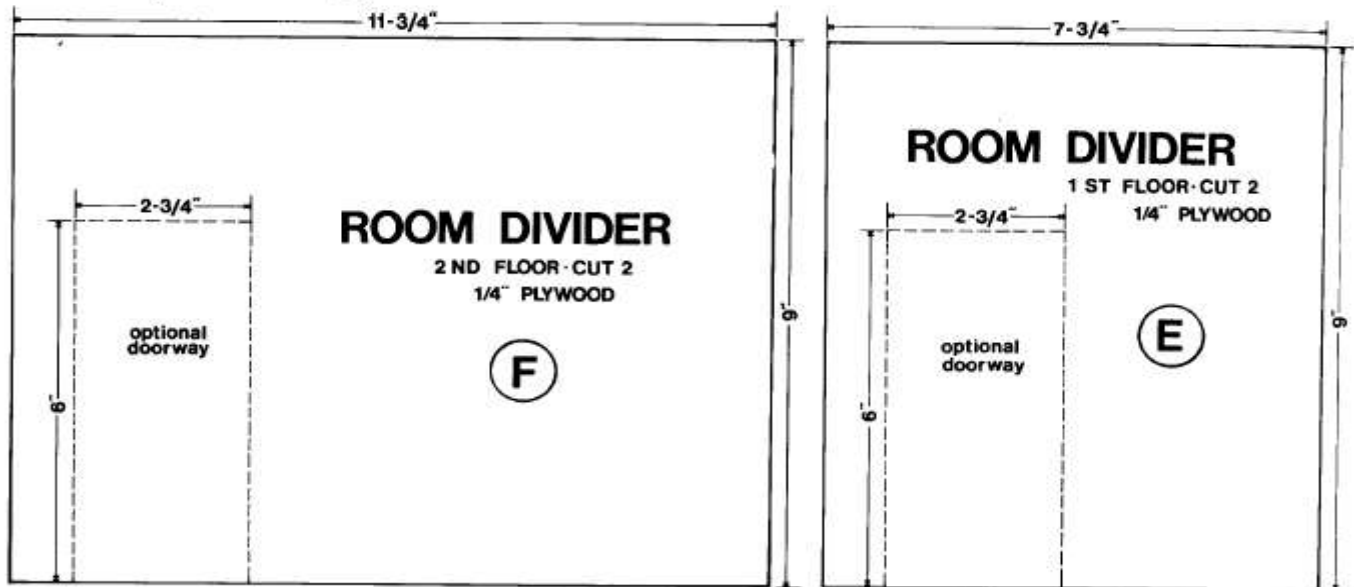 11-3/4"
2-3/4"
ROOM DIVIDER
2 ND FLOOR·CUT 2
1/4" PLYWOOD
optional
doorway
F
6"
9"
7-3/4"
ROOM DIVIDER
1 ST FLOOR·CUT 2
1/4" PLYWOOD
2-3/4"
optional
doorway
E
6"
9"